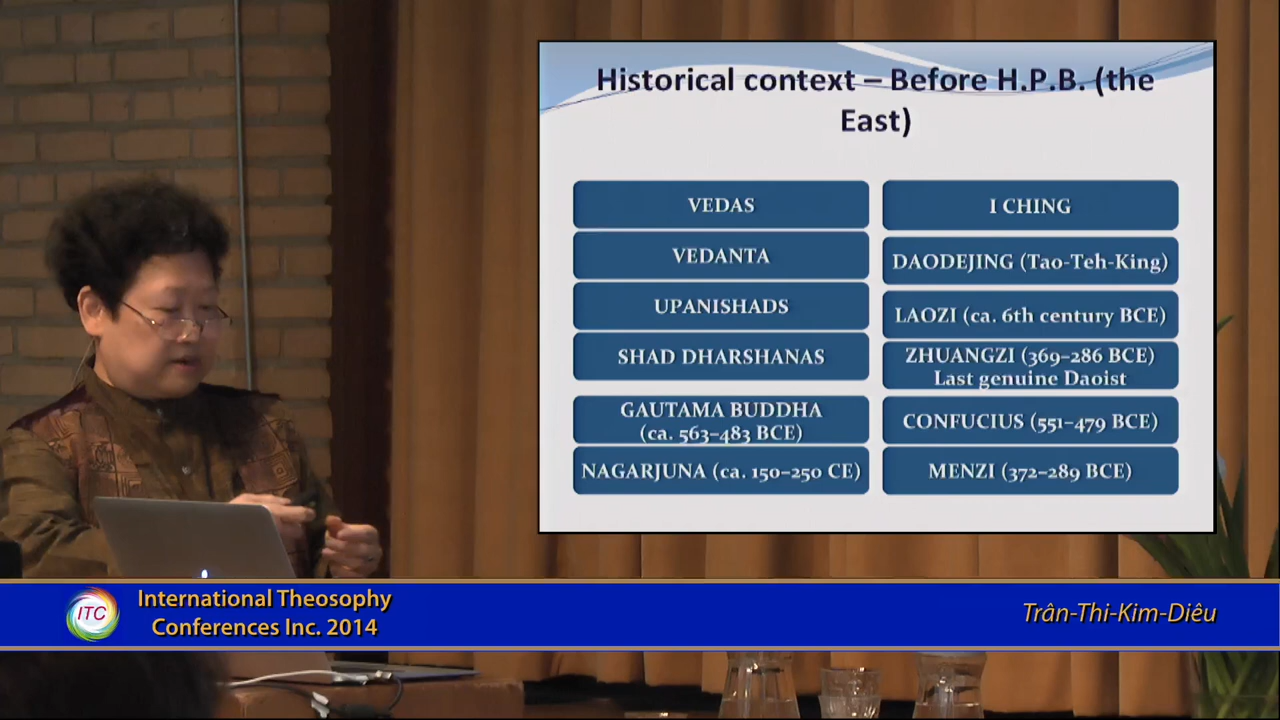 Historical context – Before H.P.B. (the
East)
VEDAS
VEDANTA
UPANISHADS
SHAD DHARSHANAS
GAUTAMA BUDDHA
(ca. 563–483 BCE)
NAGARJUNA (ca. 150–250 CE)
I CHING
DAODEJING (Tao-Teh-King)
LAOZI (ca. 6th century BCE)
ZHUANGZI (369–286 BCE)
Last genuine Daoist
CONFUCIUS (551–479 BCE)
MENZI (372–289 BCE)
ITC
International Theosophy
Conferences Inc. 2014
Trân-Thi-Kim-Diêu